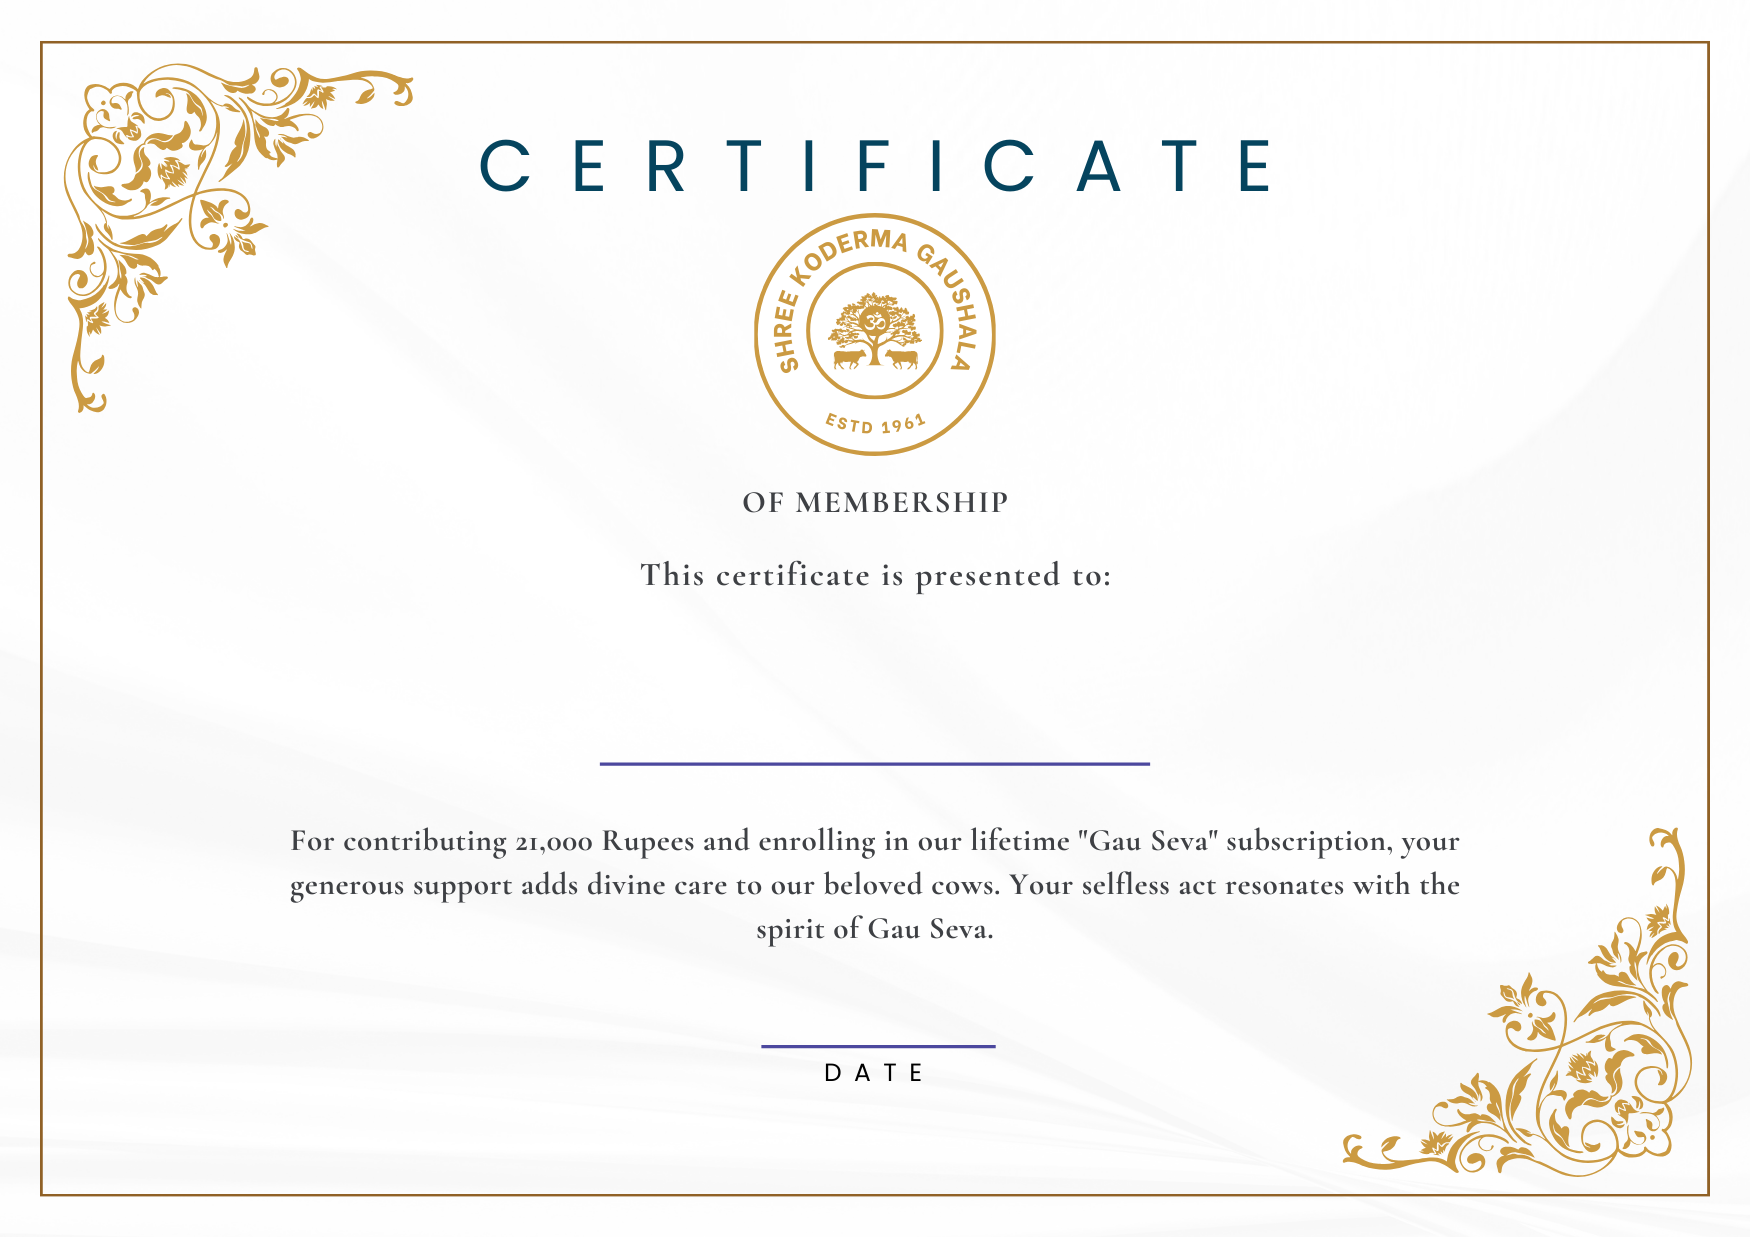 CERTIFICATE
SHREE KODERMA GAUSHALA
ॐ
ESTD 1961
OF MEMBERSHIP
This certificate is presented to:
For contributing 21,000 Rupees and enrolling in our lifetime "Gau Seva" subscription, your
generous support adds divine care to our beloved cows. Your selfless act resonates with the
spirit of Gau Seva.
DATE